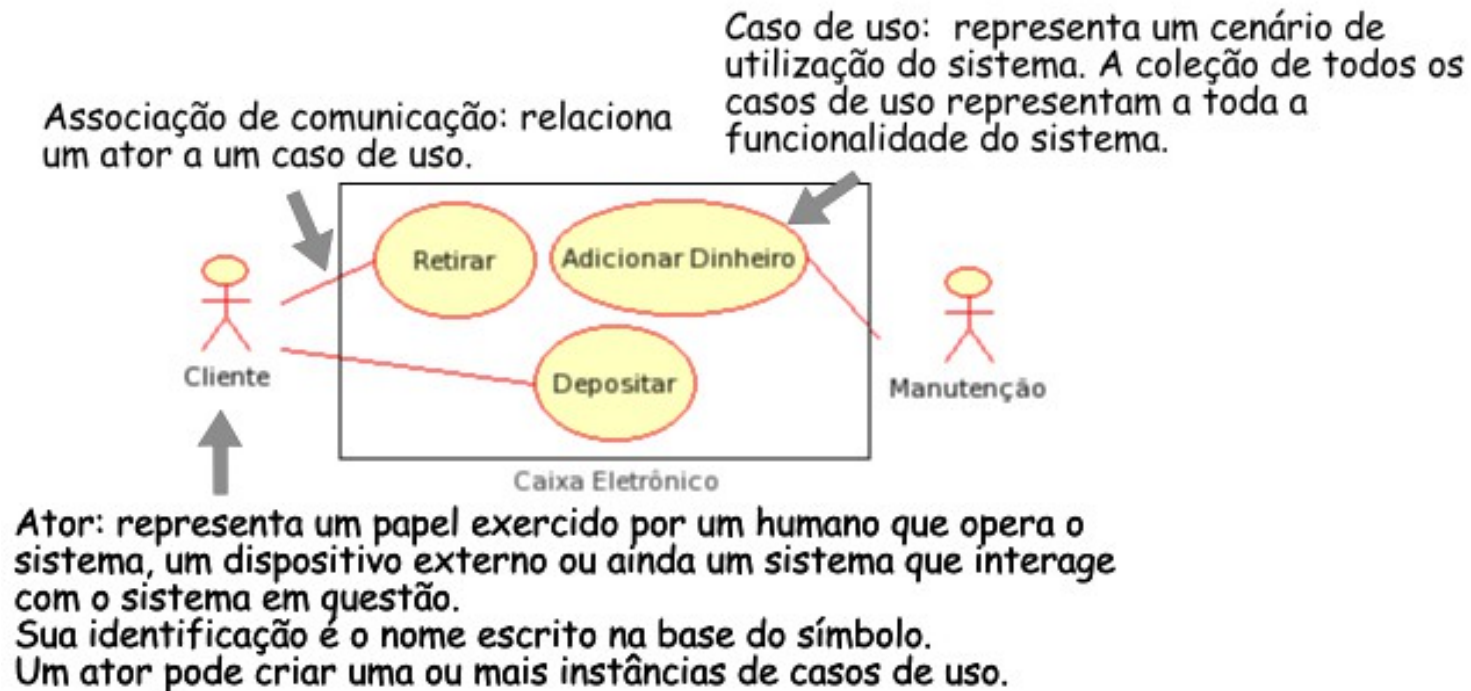 Caso de uso: representa um cenário de
utilização do sistema. A coleção de todos os
casos de uso representam a toda a
funcionalidade do sistema.
Associação de comunicação: relaciona
um ator a um caso de uso.
Retirar
Adicionar Dinheiro
Depositar
Cliente
Manutenção
Caixa Eletrônico
Ator: representa um papel exercido por um humano que opera o
sistema, um dispositivo externo ou ainda um sistema que interage
com o sistema em questão.
Sua identificação é o nome escrito na base do símbolo.
Um ator pode criar uma ou mais instâncias de casos de uso.